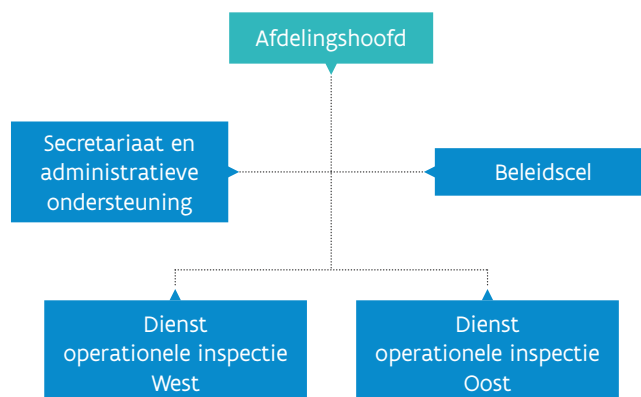 Afdelingshoofd
Secretariaat en
administratieve
ondersteuning
Beleidscel
Dienst
operationele inspectie
West
Dienst
operationele inspectie
Oost